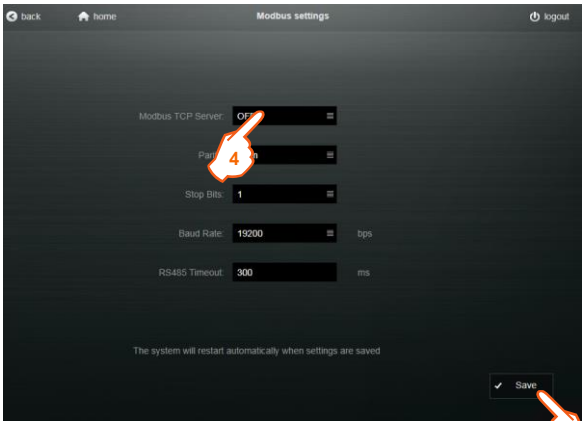 back home Modbus settings logout
Modbus TCP Server:
4
Stop Bits: 1
Baud Rate: 19200 bps
RS485 Timeout: 300 ms
The system will restart automatically when settings are saved
Save